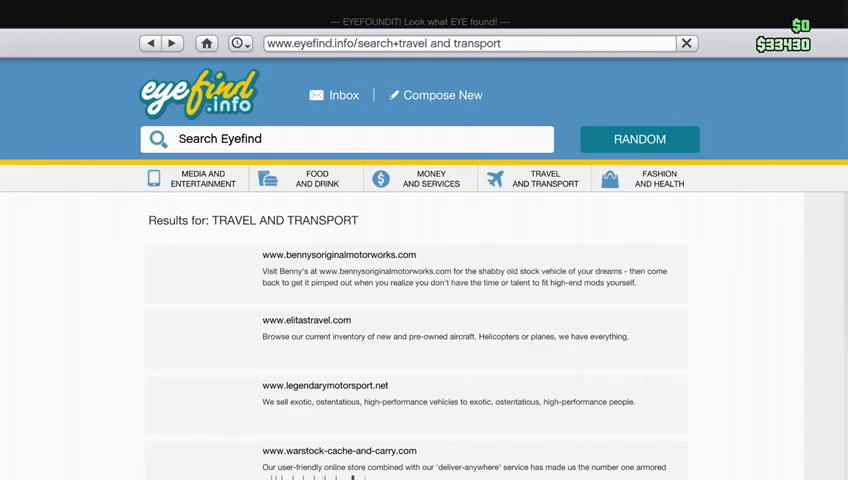 --- EYEFOUNDIT! Look what EYE found! ---
$0
$33430
www.eyefind.info/search+travel and transport
eyefind
.info
Inbox
Compose New
Search Eyefind
RANDOM
MEDIA AND
ENTERTAINMENT
FOOD
AND DRINK
MONEY
AND SERVICES
TRAVEL
AND TRANSPORT
FASHION
AND HEALTH
Results for: TRAVEL AND TRANSPORT
www.bennysoriginalmotorworks.com
Visit Benny's at www.bennysoriginalmotorworks.com for the shabby old stock vehicle of your dreams - then come
back to get it pimped out when you realize you don't have the time or talent to fit high-end mods yourself.
www.elitastravel.com
Browse our current inventory of new and pre-owned aircraft. Helicopters or planes, we have everything.
www.legendarymotorsport.net
We sell exotic, ostentatious, high-performance vehicles to exotic, ostentatious, high-performance people.
www.warstock-cache-and-carry.com
Our user-friendly online store combined with our 'deliver-anywhere' service has made us the number one armored